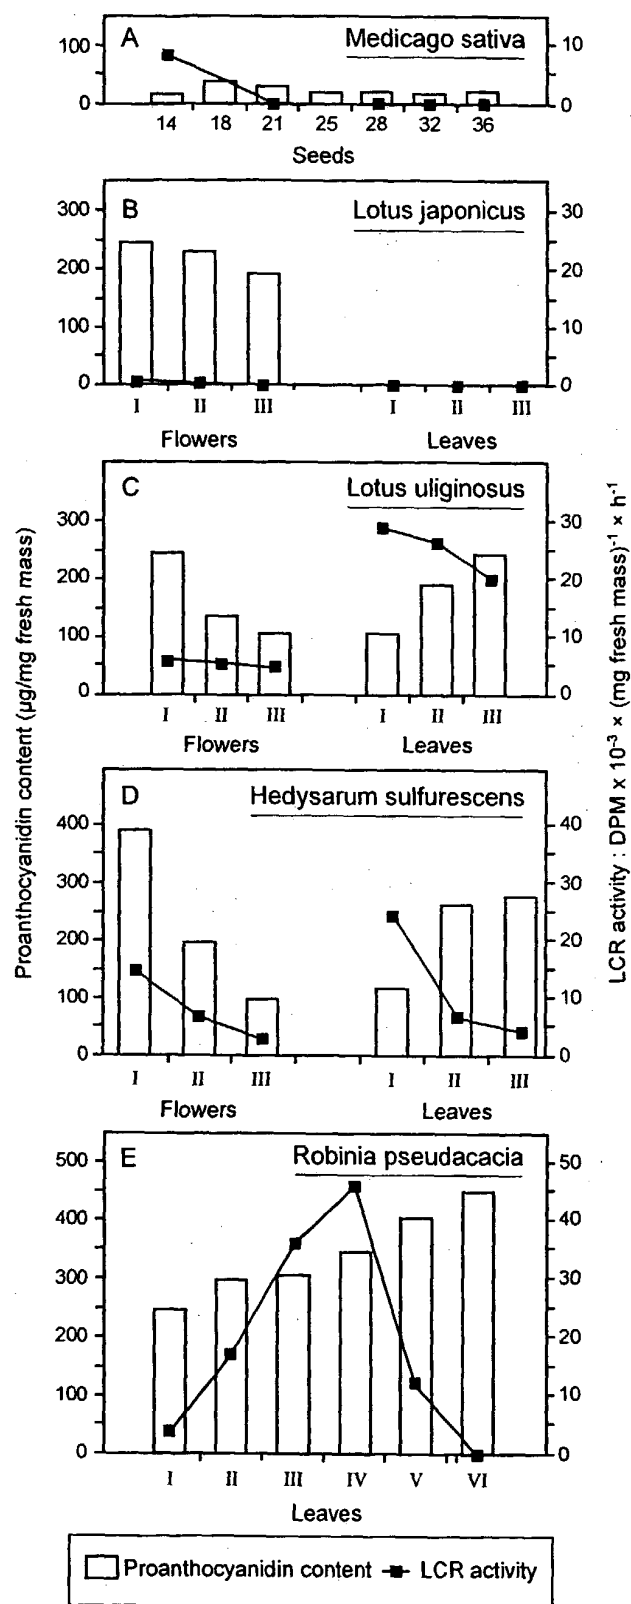 A Medicago sativa
100
0
10
5
0
14 18 21 25 28 32 36
Seeds
B Lotus japonicus
300
200
100
0
30
20
10
0
I II III I II III
Flowers Leaves
C Lotus uliginosus
300
200
100
0
30
20
10
0
I II III I II III
Flowers Leaves
D Hedysarum sulfurescens
400
300
200
100
0
40
30
20
10
0
I II III I II III
Flowers Leaves
E Robinia pseudacacia
500
400
300
200
100
0
50
40
30
20
10
0
I II III IV V VI
Leaves
Proanthocyanidin content (µg/mg fresh mass)
LCR activity : DPM x 10⁻³ × (mg fresh mass)⁻¹ × h⁻¹
Proanthocyanidin content LCR activity